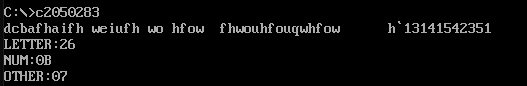 C:\>c2050283
dcbafhaifh weiufh wo hfow  fhwouhfouqwhfow      h`13141542351
LETTER:26
NUM:0B
OTHER:07